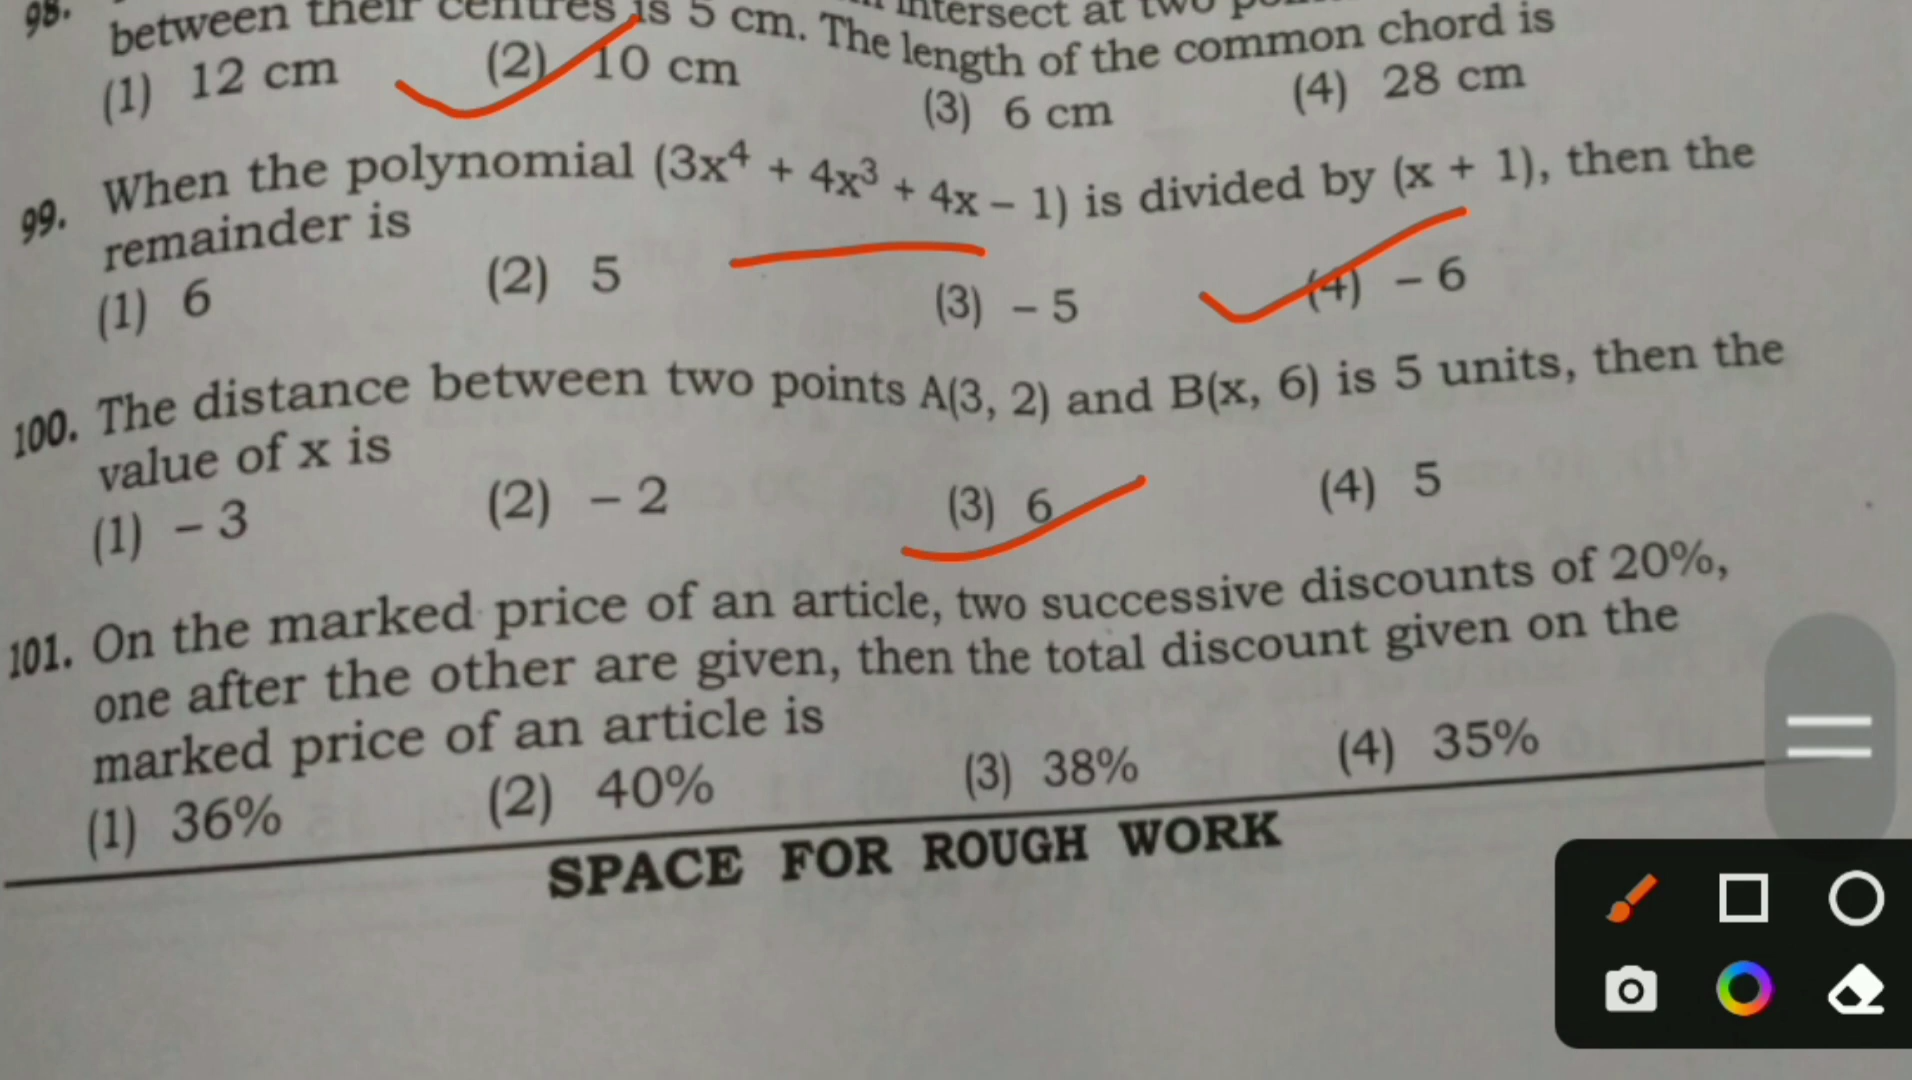 98.
intersect at two
between their centres is 5 cm. The length of the common chord is
(1) 12 cm (2) 10 cm (3) 6 cm (4) 28 cm
99. When the polynomial (3x⁴ + 4x³ + 4x – 1) is divided by (x + 1), then the
remainder is
(1) 6 (2) 5 (3) – 5 (4) – 6
100. The distance between two points A(3, 2) and B(x, 6) is 5 units, then the
value of x is
(1) – 3 (2) – 2 (3) 6 (4) 5
101. On the marked price of an article, two successive discounts of 20%,
one after the other are given, then the total discount given on the
marked price of an article is
(1) 36% (2) 40% (3) 38% (4) 35%
SPACE FOR ROUGH WORK